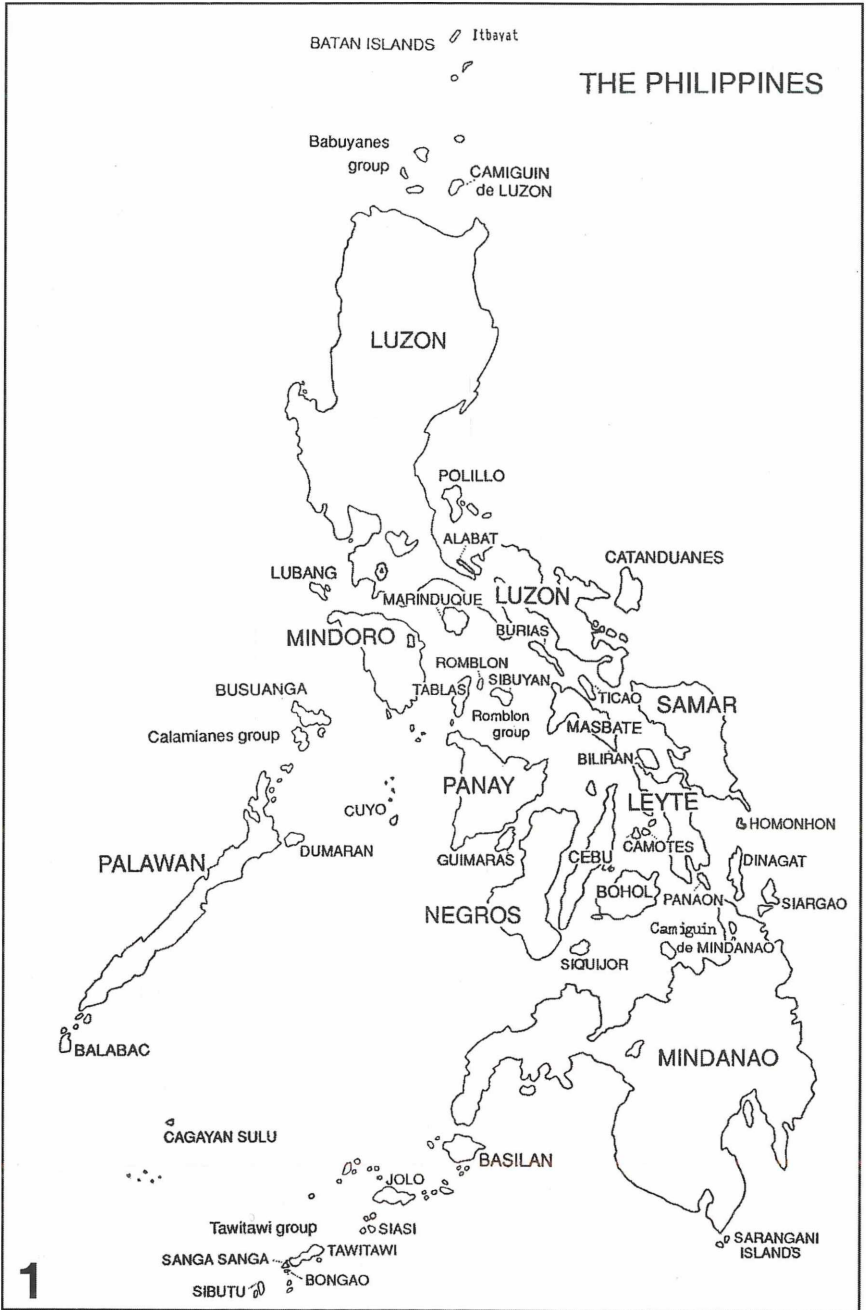 BATAN ISLANDS
Itbayat
THE PHILIPPINES
Babuyanes
group
CAMIGUIN
de LUZON
LUZON
POLILLO
ALABAT
CATANDUANES
LUBANG
MARINDUQUE
LUZON
MINDORO
BURIAS
ROMBLON
SIBUYAN
BUSUANGA
TABLAS
TICAO
SAMAR
Romblon
group
Calamianes group
MASBATE
BILIRAN
PANAY
LEYTE
CUYO
HOMONHON
PALAWAN
DUMARAN
GUIMARAS
CEBU
CAMOTES
DINAGAT
BOHOL
PANAON
SIARGAO
NEGROS
Camiguin
de MINDANAO
SIQUIJOR
BALABAC
MINDANAO
CAGAYAN SULU
BASILAN
JOLO
Tawitawi group
SIASI
SARANGANI
ISLANDS
SANGA SANGA
TAWITAWI
BONGAO
SIBUTU
1